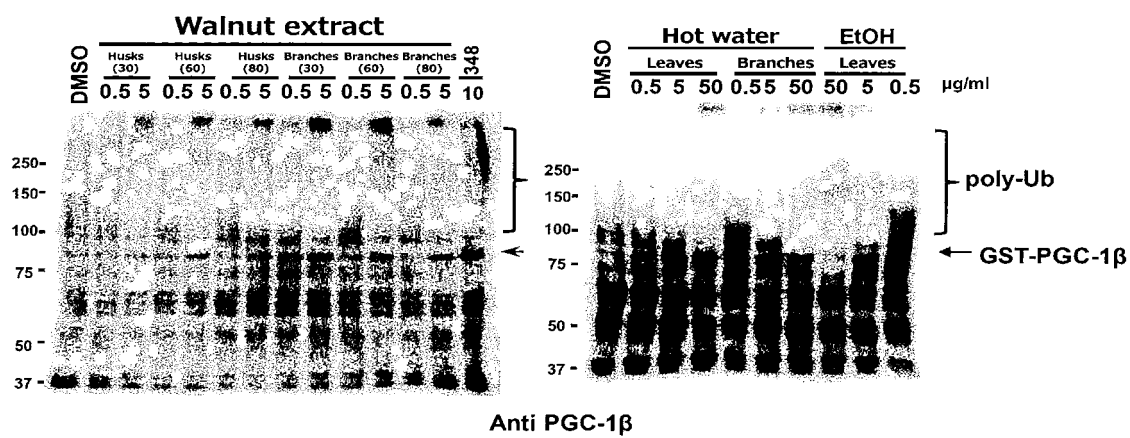 Walnut extract
DMSO
Husks (30)
Husks (60)
Husks (80)
Branches (30)
Branches (60)
Branches (80)
348
0.5 5 0.5 5 0.5 5 0.5 5 0.5 5 0.5 5 10
250-
150-
100-
75-
50-
37-
Hot water
EtOH
DMSO
Leaves
Branches
Leaves
0.5 5 50 0.5 5 50 50 5 0.5 μg/ml
250-
150-
100-
75-
50-
37-
poly-Ub
GST-PGC-1β
Anti PGC-1β